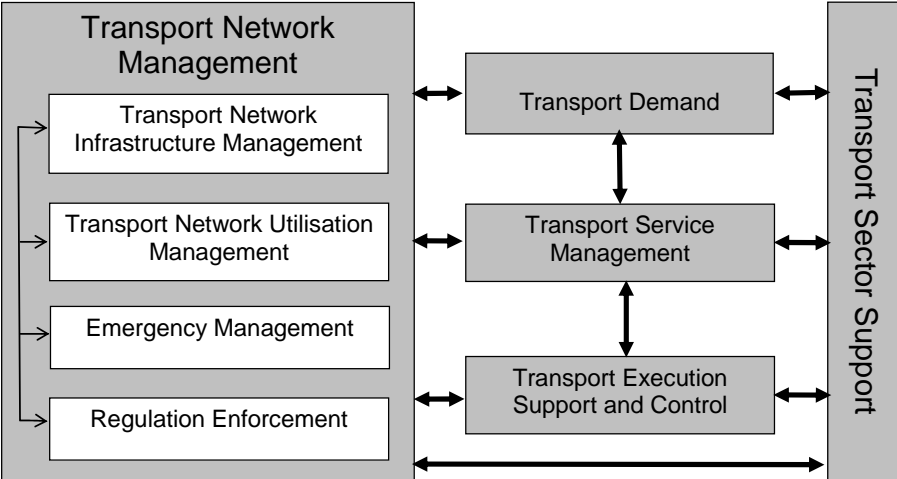 Transport Network
Management
Transport Network
Infrastructure Management
Transport Network Utilisation
Management
Emergency Management
Regulation Enforcement
Transport Demand
Transport Service
Management
Transport Execution
Support and Control
Transport Sector Support